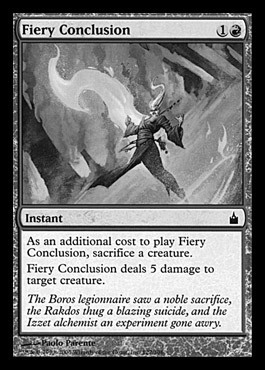 Fiery Conclusion 1
Instant
As an additional cost to play Fiery
Conclusion, sacrifice a creature.
Fiery Conclusion deals 5 damage to
target creature.
The Boros legionnaire saw a noble sacrifice,
the Rakdos thug a blazing suicide, and the
Izzet alchemist an experiment gone awry.
Paolo Parente